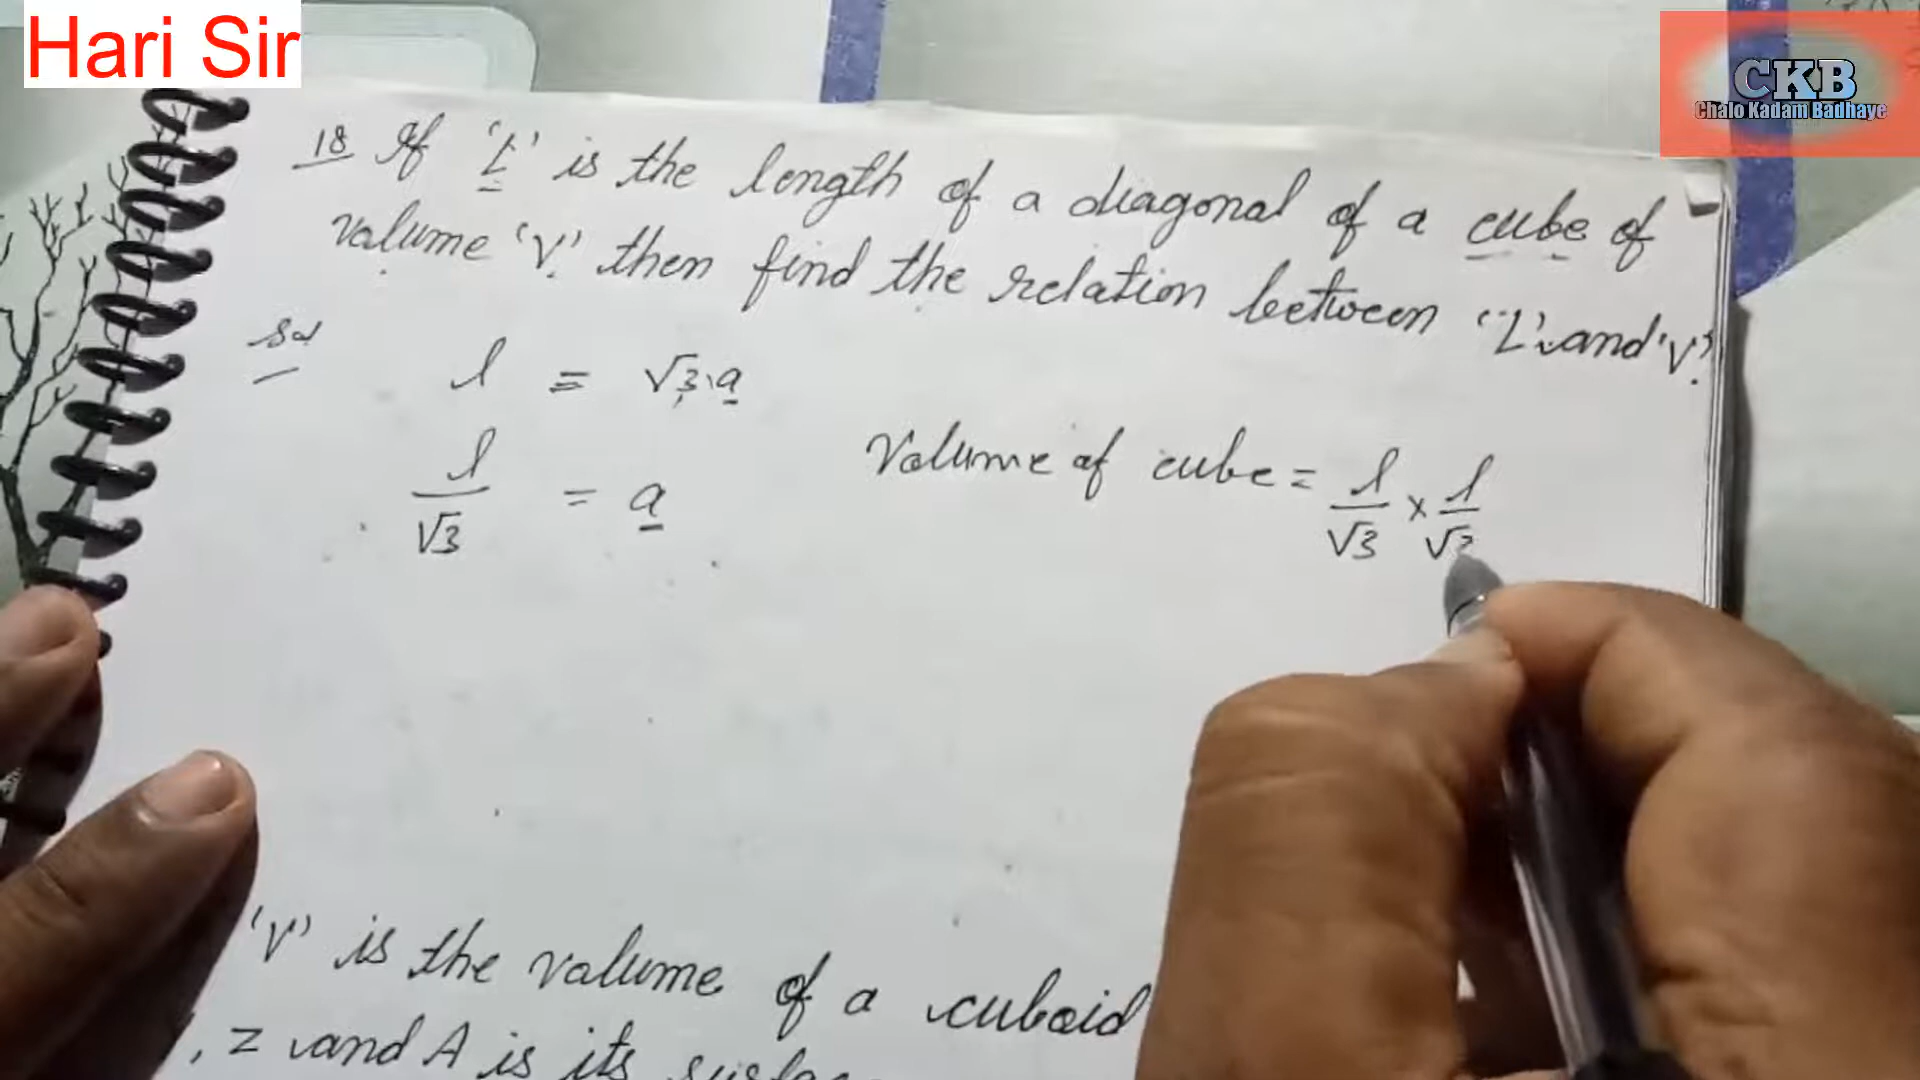 Hari Sir
CKB
Chalo Kadam Badhaye
18 If 'L' is the length of a diagonal of a cube of
volume 'V' then find the relation between 'L' and 'V'?
Sol
l = √3.a
l/√3 = a
Volume of cube = l/√3 × l/√3
'V' is the volume of a cuboid
, z and A is its surfac